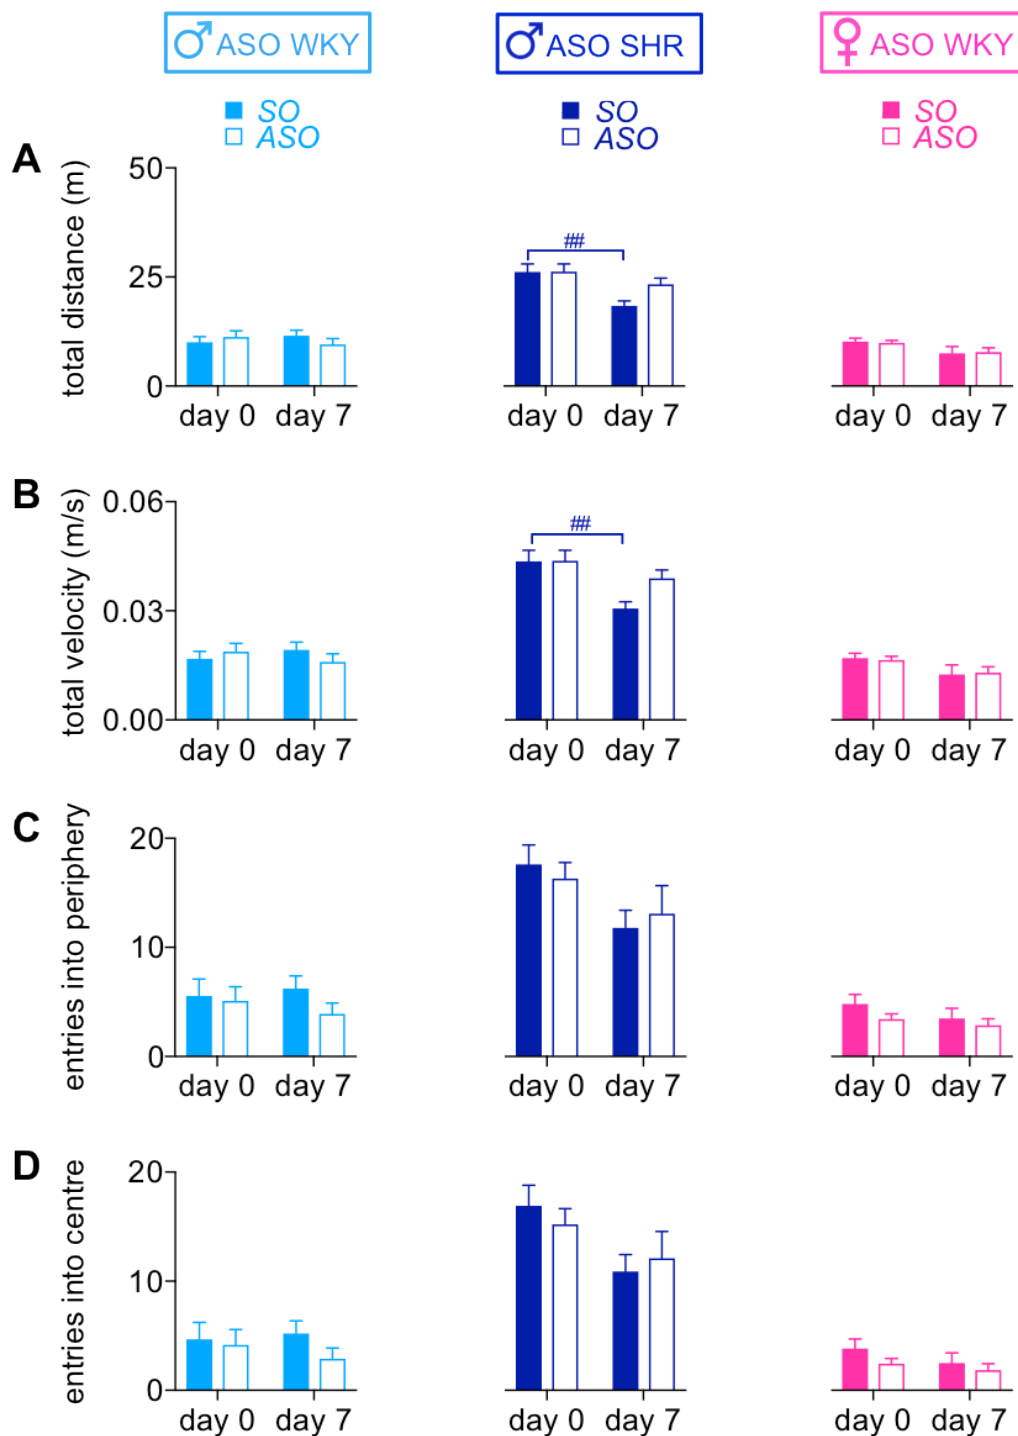 ♂ ASO WKY
♂ ASO SHR
♀ ASO WKY
SO
ASO
SO
ASO
SO
ASO
A
total distance (m)
50
25
0
##
day 0 day 7
day 0 day 7
day 0 day 7
B
total velocity (m/s)
0.06
0.03
0.00
##
day 0 day 7
day 0 day 7
day 0 day 7
C
entries into periphery
20
10
0
day 0 day 7
day 0 day 7
day 0 day 7
D
entries into centre
20
10
0
day 0 day 7
day 0 day 7
day 0 day 7